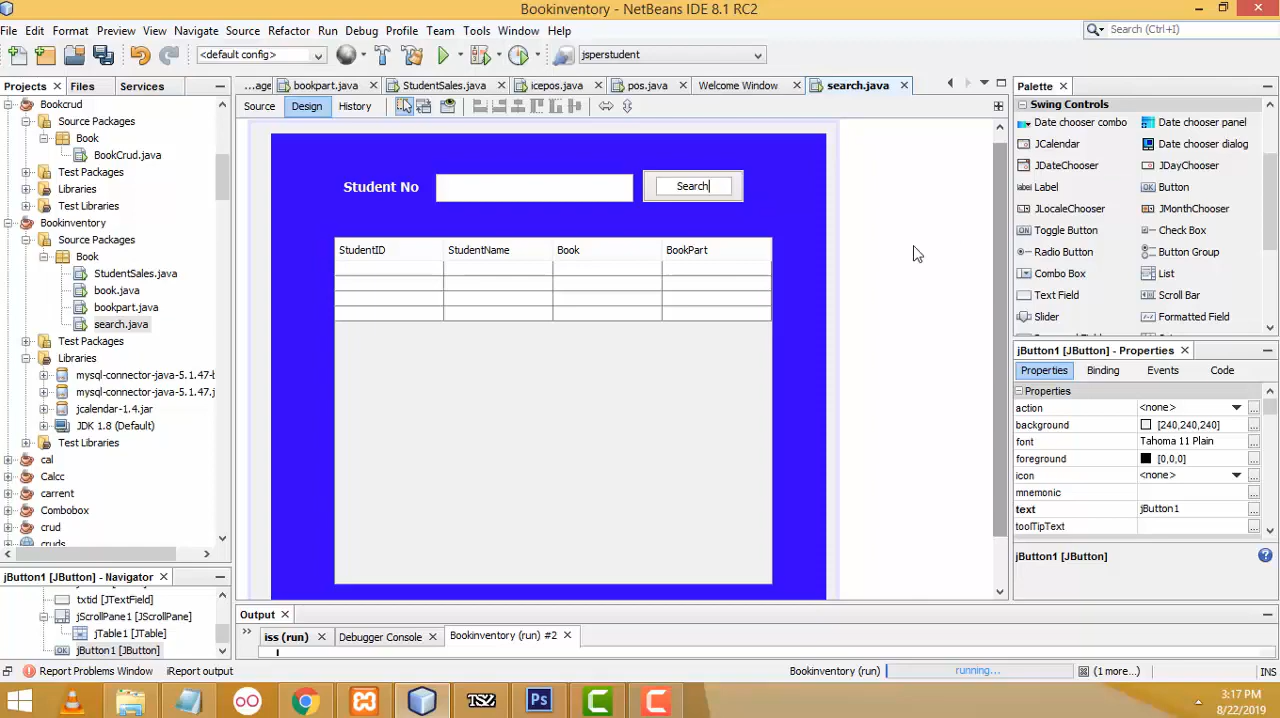 Bookinventory - NetBeans IDE 8.1 RC2
File Edit View Navigate Source Refactor Run Debug Profile Team Tools Window Help
Format Preview
Search (Ctrl+I)
<default config>
jsperstudent
Projects Files Services
...age bookpart.java StudentSales.java icepos.java pos.java Welcome Window search.java
Source Design History
Bookcrud
Source Packages
Book
BookCrud.java
Test Packages
Libraries
Test Libraries
Bookinventory
Source Packages
Book
StudentSales.java
book.java
bookpart.java
search.java
Test Packages
Libraries
mysql-connector-java-5.1.47-b
mysql-connector-java-5.1.47.j
jcalendar-1.4.jar
JDK 1.8 (Default)
Test Libraries
cal
Calcc
carrent
Combobox
crud
cruds
jButton1 [JButton] - Navigator
txtid [JTextField]
jScrollPane1 [JScrollPane]
jTable1 [JTable]
jButton1 [JButton]
Student No
Search
StudentID StudentName Book BookPart
Palette
Swing Controls
Date chooser combo Date chooser panel
JCalendar Date chooser dialog
JDateChooser JDayChooser
Label Button
JLocaleChooser JMonthChooser
Toggle Button Check Box
Radio Button Button Group
Combo Box List
Text Field Scroll Bar
Slider Formatted Field
jButton1 [JButton] - Properties
Properties Binding Events Code
Properties
action <none>
background [240,240,240]
font Tahoma 11 Plain
foreground [0,0,0]
icon <none>
mnemonic
text jButton1
toolTipText
jButton1 [JButton]
Output
iss (run) Debugger Console Bookinventory (run) #2
Report Problems Window iReport output
Bookinventory (run) running... (1 more...) INS
3:17 PM
8/22/2019